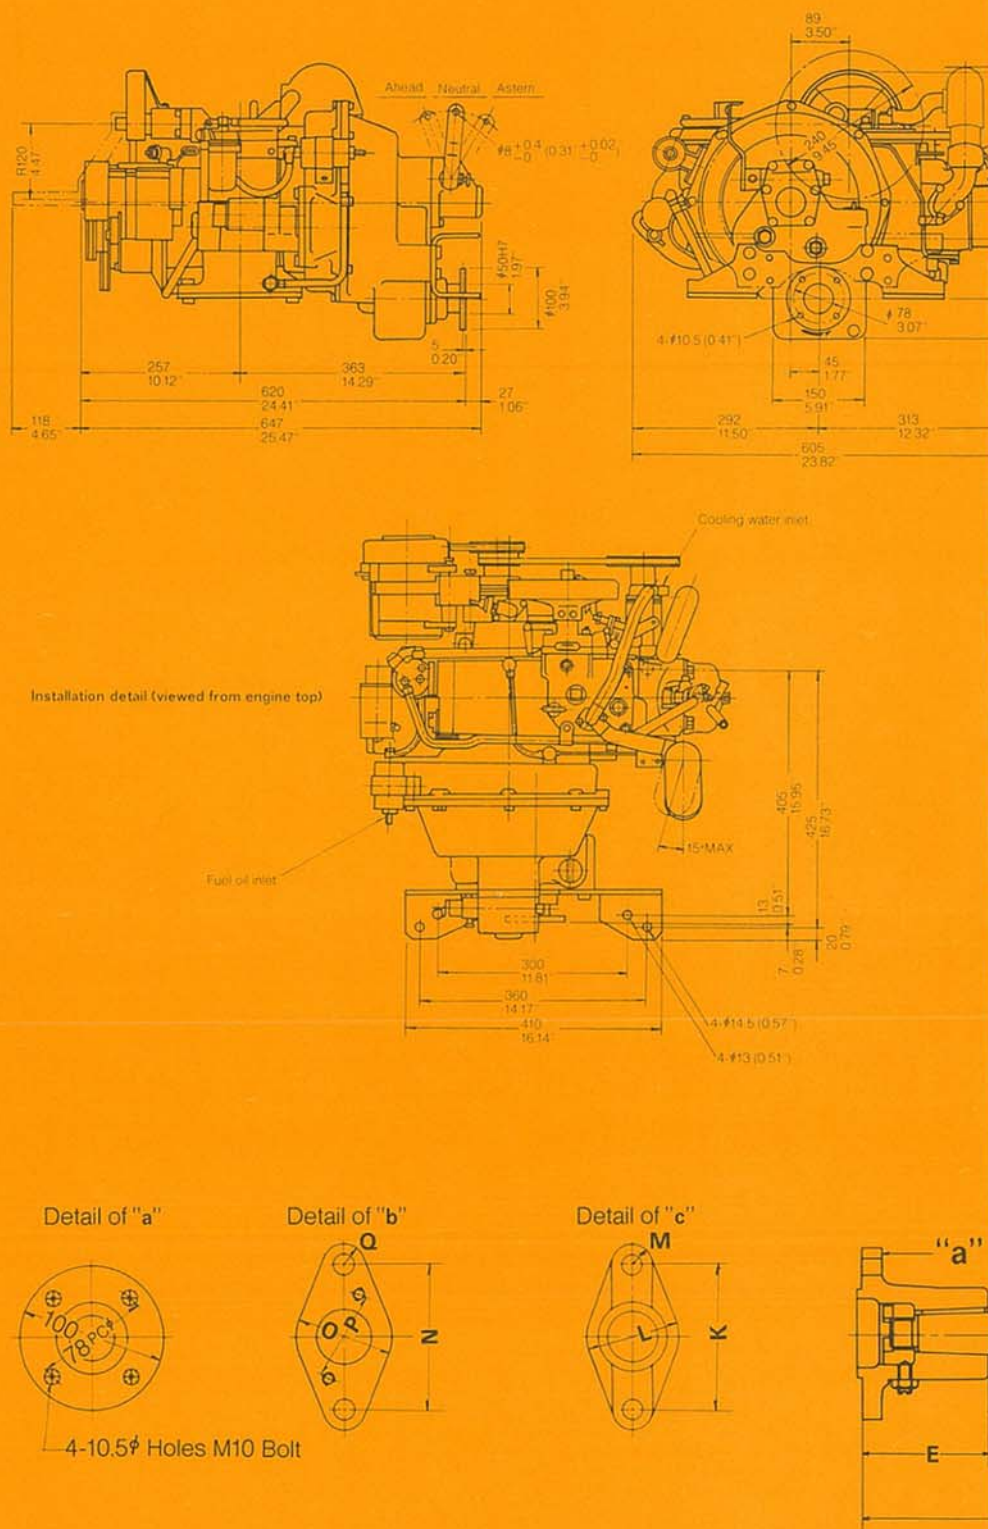 89
3.50"
Ahead Neutral Astern
φ8 +0.4 -0 (0.31 +0.02 -0)
R120
4.47"
240
9.45
φ50H7
1.97"
φ100
3.94"
φ78
3.07"
4-φ10.5 (0.41")
5
0.20"
45
1.77"
257
10.12"
363
14.29"
620
24.41"
27
1.06"
118
4.65"
647
25.47"
150
5.91"
292
11.50"
313
12.32"
605
23.82"
Cooling water inlet
Installation detail (viewed from engine top)
405
15.95"
425
16.73"
15°MAX
Fuel oil inlet
13
0.51"
20
0.79"
7
0.28"
300
11.81"
360
14.17"
410
16.14"
4-φ14.5 (0.57")
4-φ13 (0.51")
Detail of "a"
Detail of "b"
Detail of "c"
Q
M
"a"
100
78PCφ
O
P
N
L
K
4-10.5φ Holes M10 Bolt
E